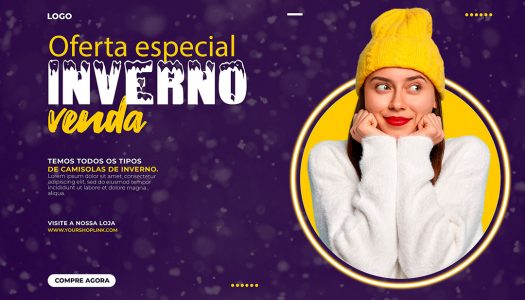 LOGO
Oferta especial
INVERNO
venda
TEMOS TODOS OS TIPOS
DE CAMISOLAS DE INVERNO.
Lorem ipsum dolor sit amet, consectetur
adipiscing elit, sed do eiusmod tempor
incididunt ut labore et dolore magna
aliqua.
VISITE A NOSSA LOJA
WWW.YOURSHOPLINK.COM
COMPRE AGORA